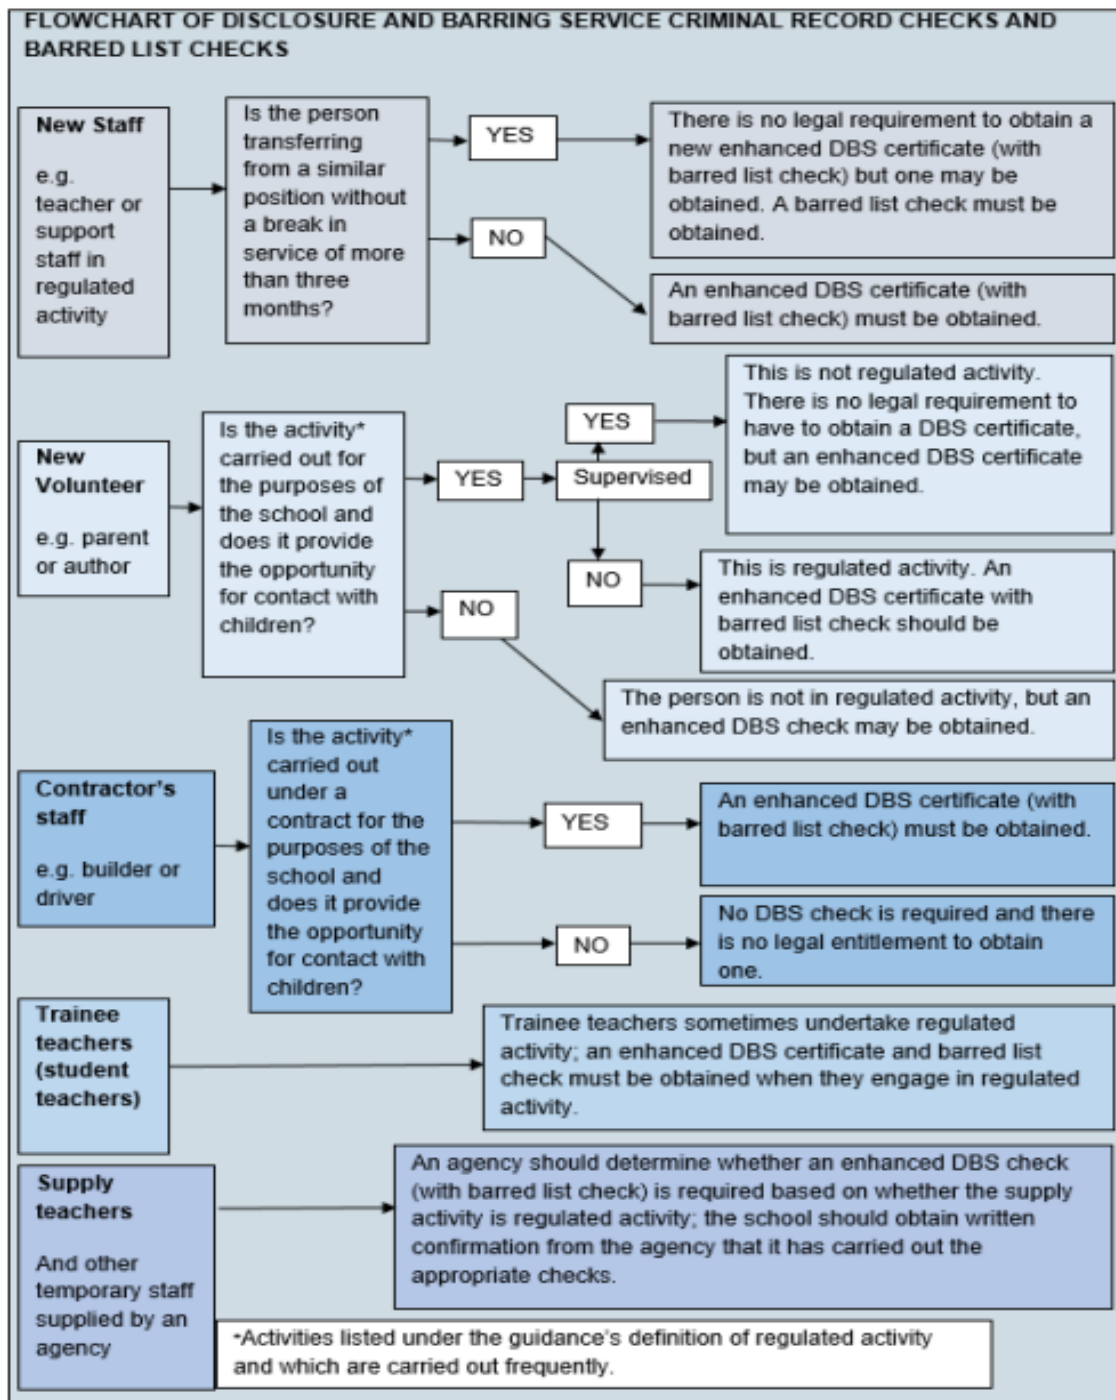 FLOWCHART OF DISCLOSURE AND BARRING SERVICE CRIMINAL RECORD CHECKS AND
BARRED LIST CHECKS
New Staff
e.g.
teacher or
support
staff in
regulated
activity
Is the person
transferring
from a similar
position without
a break in
service of more
than three
months?
YES
There is no legal requirement to obtain a
new enhanced DBS certificate (with
barred list check) but one may be
obtained. A barred list check must be
obtained.
NO
An enhanced DBS certificate (with
barred list check) must be obtained.
New
Volunteer
e.g. parent
or author
Is the activity*
carried out for
the purposes of
the school and
does it provide
the opportunity
for contact with
children?
YES
Supervised
YES
This is not regulated activity.
There is no legal requirement to
have to obtain a DBS certificate,
but an enhanced DBS certificate
may be obtained.
NO
This is regulated activity. An
enhanced DBS certificate with
barred list check should be
obtained.
NO
The person is not in regulated activity, but an
enhanced DBS check may be obtained.
Contractor's
staff
e.g. builder or
driver
Is the activity*
carried out
under a
contract for the
purposes of the
school and
does it provide
the opportunity
for contact with
children?
YES
An enhanced DBS certificate (with
barred list check) must be obtained.
NO
No DBS check is required and there
is no legal entitlement to obtain
one.
Trainee
teachers
(student
teachers)
Trainee teachers sometimes undertake regulated
activity; an enhanced DBS certificate and barred list
check must be obtained when they engage in regulated
activity.
Supply
teachers
And other
temporary staff
supplied by an
agency
An agency should determine whether an enhanced DBS check
(with barred list check) is required based on whether the supply
activity is regulated activity; the school should obtain written
confirmation from the agency that it has carried out the
appropriate checks.
*Activities listed under the guidance's definition of regulated activity
and which are carried out frequently.